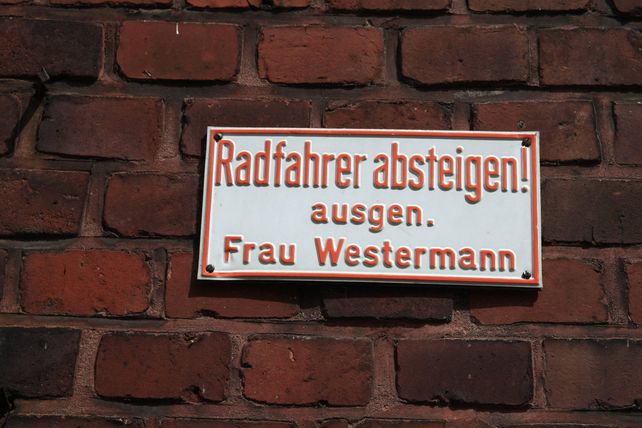 Radfahrer absteigen!
ausgen.
Frau Westermann